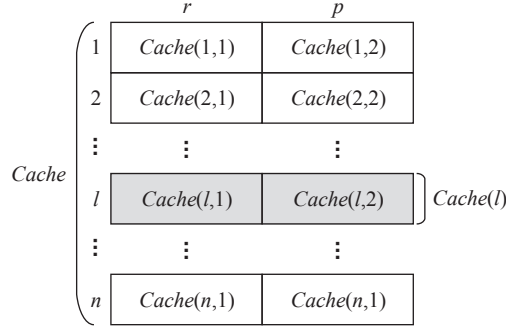 r p
1 Cache(1,1) Cache(1,2)
2 Cache(2,1) Cache(2,2)
⋮ ⋮ ⋮
Cache l Cache(l,1) Cache(l,2) Cache(l)
⋮ ⋮ ⋮
n Cache(n,1) Cache(n,1)